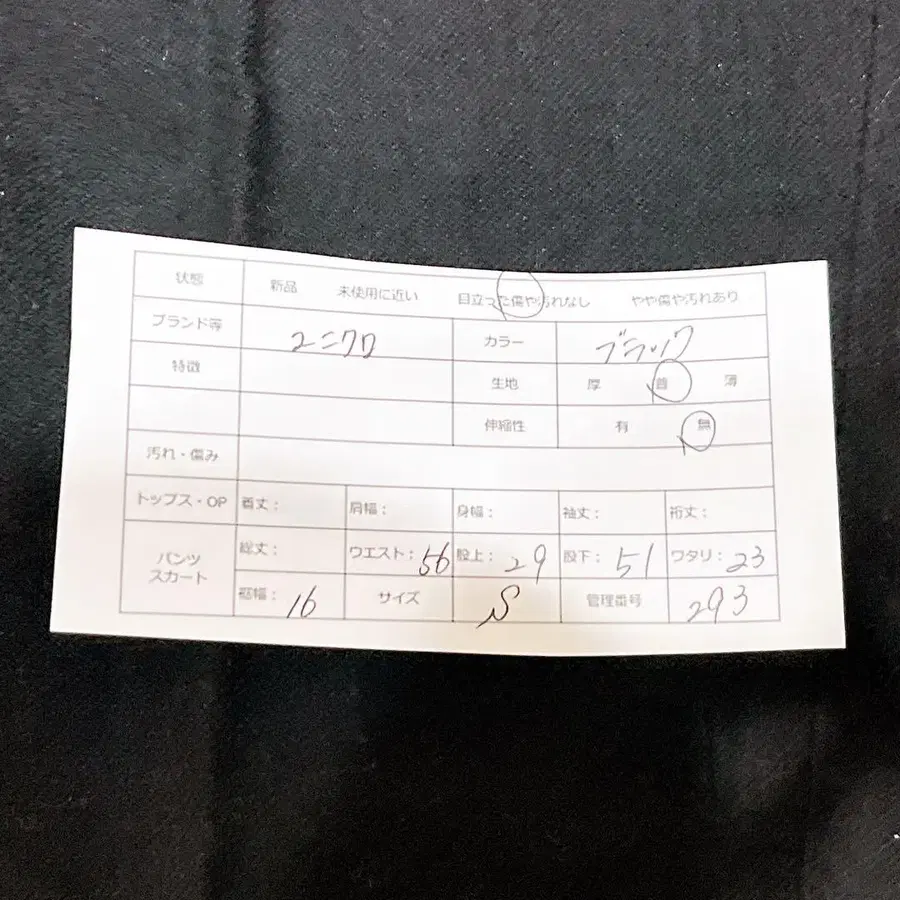 状態 新品 未使用に近い 目立った傷や汚れなし やや傷や汚れあり
ブランド等 ユニクロ カラー ブラック
特徴 生地 厚 普 薄
伸縮性 有 無
汚れ・傷み
トップス・OP 着丈: 肩幅: 身幅: 袖丈: 裄丈:
パンツ スカート 総丈: ウエスト: 56 股上: 29 股下: 51 ワタリ: 23
裾幅: 16 サイズ S 管理番号 293